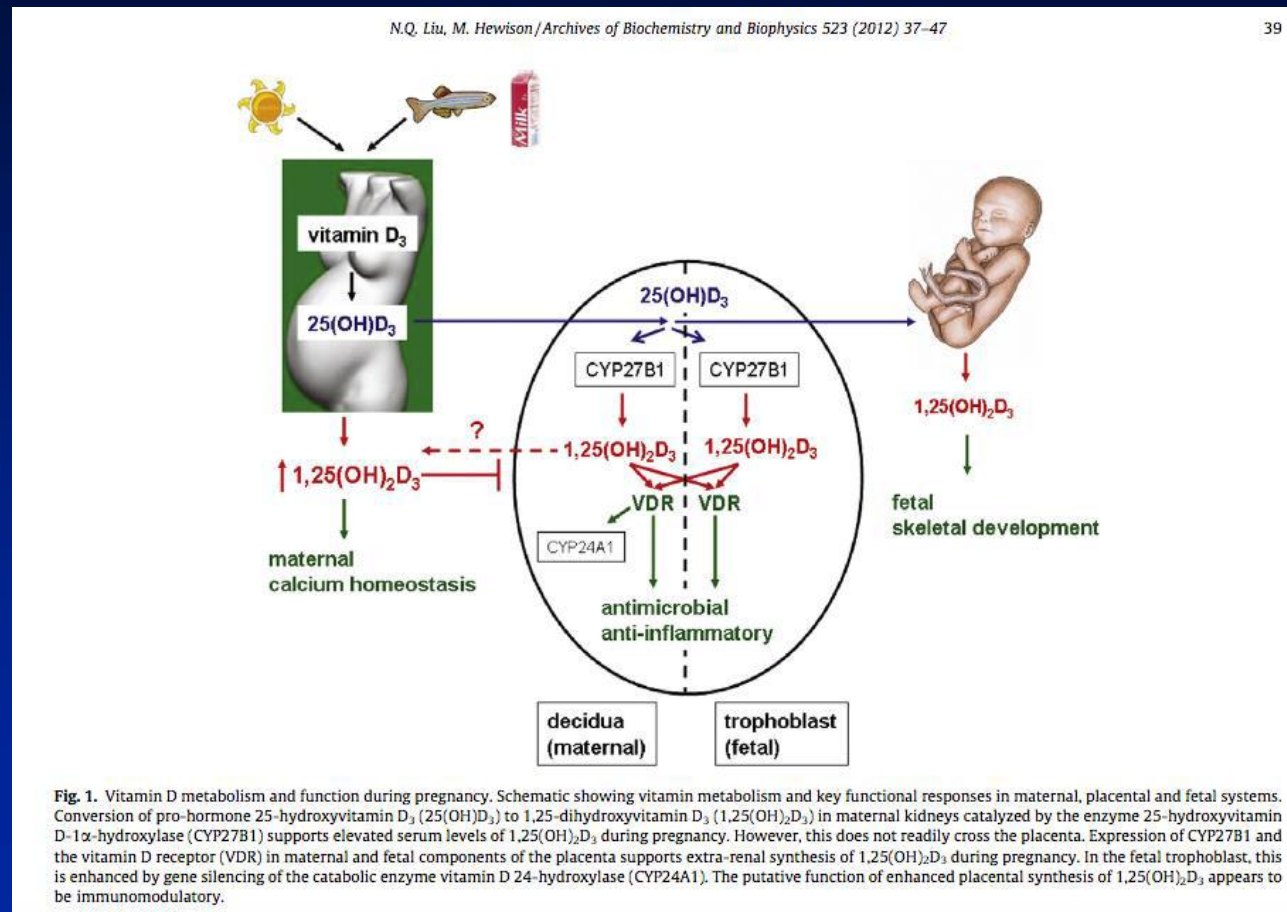 N.Q. Liu, M. Hewison / Archives of Biochemistry and Biophysics 523 (2012) 37–47
39
Milk
vitamin D₃
25(OH)D₃
25(OH)D₃
CYP27B1
CYP27B1
1,25(OH)₂D₃
?
1,25(OH)₂D₃
1,25(OH)₂D₃
↑1,25(OH)₂D₃
VDR
VDR
CYP24A1
fetal
skeletal development
maternal
calcium homeostasis
antimicrobial
anti-inflammatory
decidua
(maternal)
trophoblast
(fetal)
Fig. 1. Vitamin D metabolism and function during pregnancy. Schematic showing vitamin metabolism and key functional responses in maternal, placental and fetal systems.
Conversion of pro-hormone 25-hydroxyvitamin D₃ (25(OH)D₃) to 1,25-dihydroxyvitamin D₃ (1,25(OH)₂D₃) in maternal kidneys catalyzed by the enzyme 25-hydroxyvitamin
D-1α-hydroxylase (CYP27B1) supports elevated serum levels of 1,25(OH)₂D₃ during pregnancy. However, this does not readily cross the placenta. Expression of CYP27B1 and
the vitamin D receptor (VDR) in maternal and fetal components of the placenta supports extra-renal synthesis of 1,25(OH)₂D₃ during pregnancy. In the fetal trophoblast, this
is enhanced by gene silencing of the catabolic enzyme vitamin D 24-hydroxylase (CYP24A1). The putative function of enhanced placental synthesis of 1,25(OH)₂D₃ appears to
be immunomodulatory.